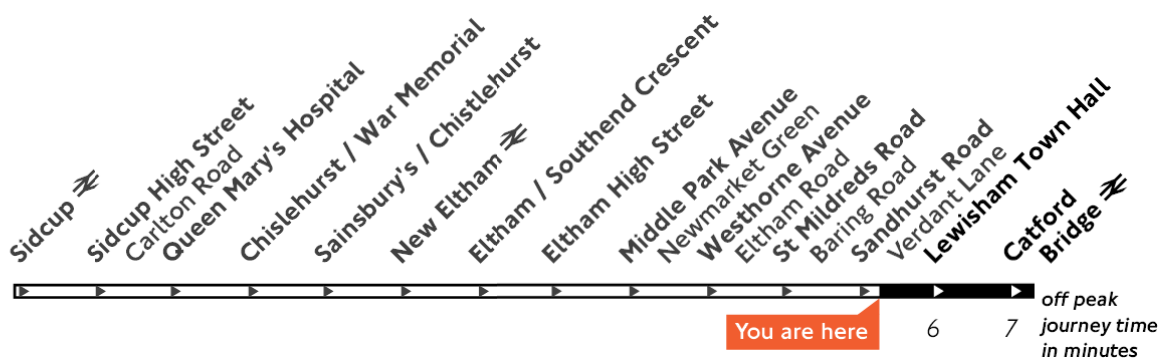 Sidcup
Sidcup High Street
Carlton Road
Queen Mary's Hospital
Chislehurst / War Memorial
Sainsbury's / Chistlehurst
New Eltham
Eltham / Southend Crescent
Eltham High Street
Middle Park Avenue
Newmarket Green
Westhorne Avenue
Eltham Road
St Mildreds Road
Baring Road
Sandhurst Road
Verdant Lane
Lewisham Town Hall
Catford
Bridge
You are here
6
7
off peak
journey time
in minutes